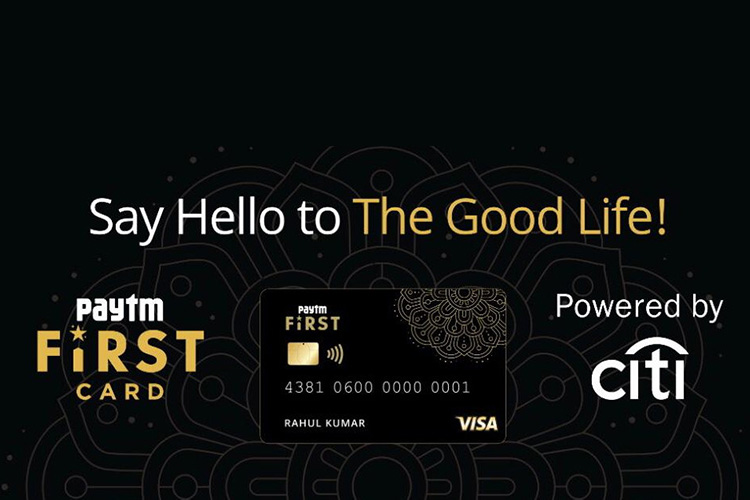 Say Hello to The Good Life!
paytm
FiRST
CARD
paytm
FiRST
4381 0600 0000 0001
RAHUL KUMAR
VISA
Powered by
citi